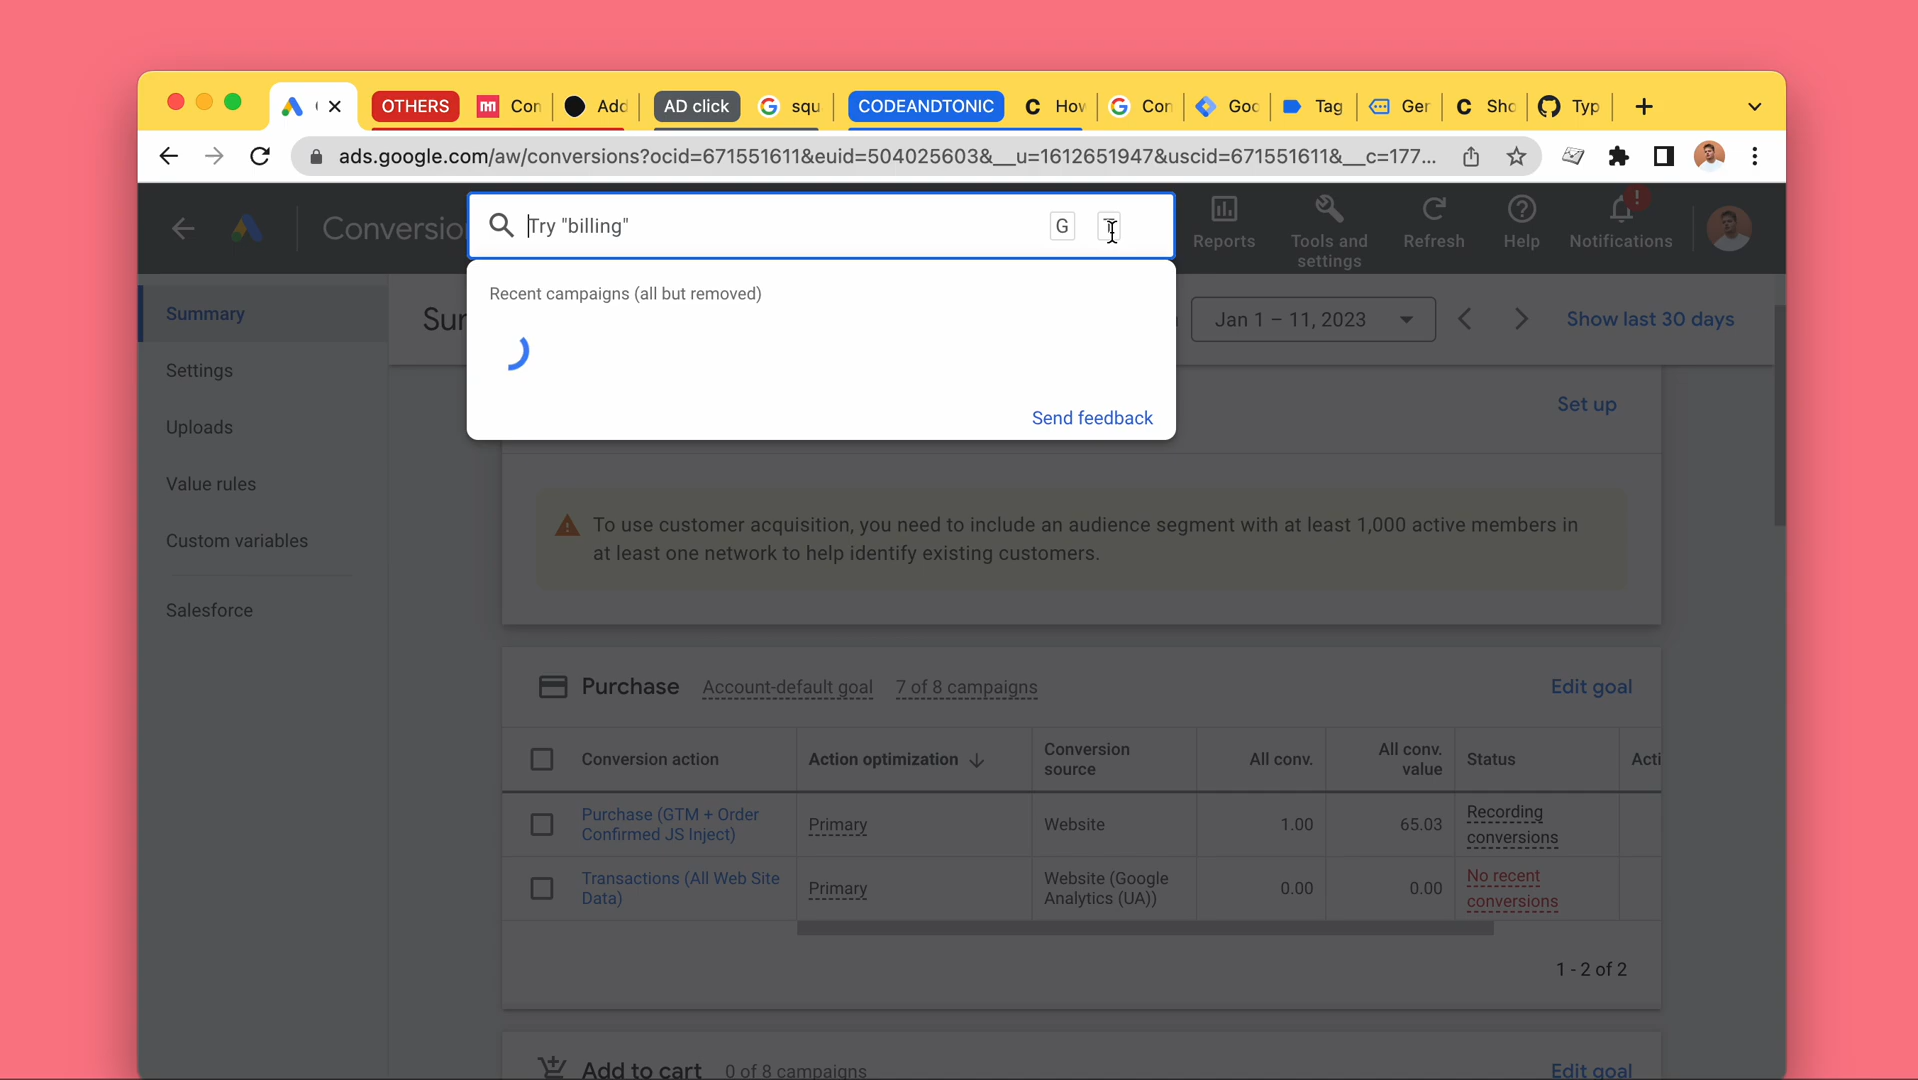 OTHERS
Con
Add
AD click
squ
CODEANDTONIC
How
Con
Goo
Tag
Ger
Sho
Typ
ads.google.com/aw/conversions?ocid=671551611&euid=504025603&__u=1612651947&uscid=671551611&__c=177...
Conversio
Try "billing"
G
T
Reports
Tools and
settings
Refresh
Help
Notifications
Recent campaigns (all but removed)
Send feedback
Summary
Settings
Uploads
Value rules
Custom variables
Salesforce
Sur
Jan 1 – 11, 2023
Show last 30 days
Set up
To use customer acquisition, you need to include an audience segment with at least 1,000 active members in
at least one network to help identify existing customers.
Purchase
Account-default goal
7 of 8 campaigns
Edit goal
Conversion action
Action optimization
Conversion
source
All conv.
All conv.
value
Status
Acti
Purchase (GTM + Order
Confirmed JS Inject)
Primary
Website
1.00
65.03
Recording
conversions
Transactions (All Web Site
Data)
Primary
Website (Google
Analytics (UA))
0.00
0.00
No recent
conversions
1 - 2 of 2
Add to cart
0 of 8 campaigns
Edit goal